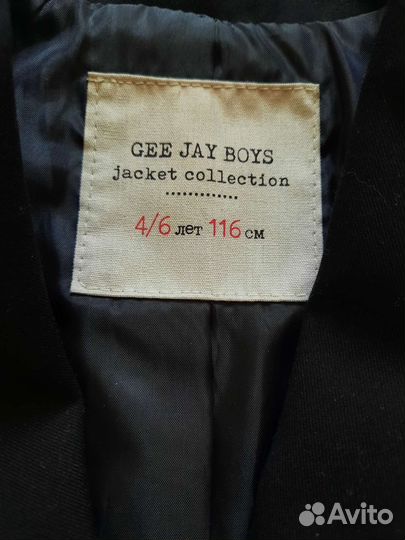 GEE JAY BOYS
jacket collection
4/6 лет 116 см
Avito